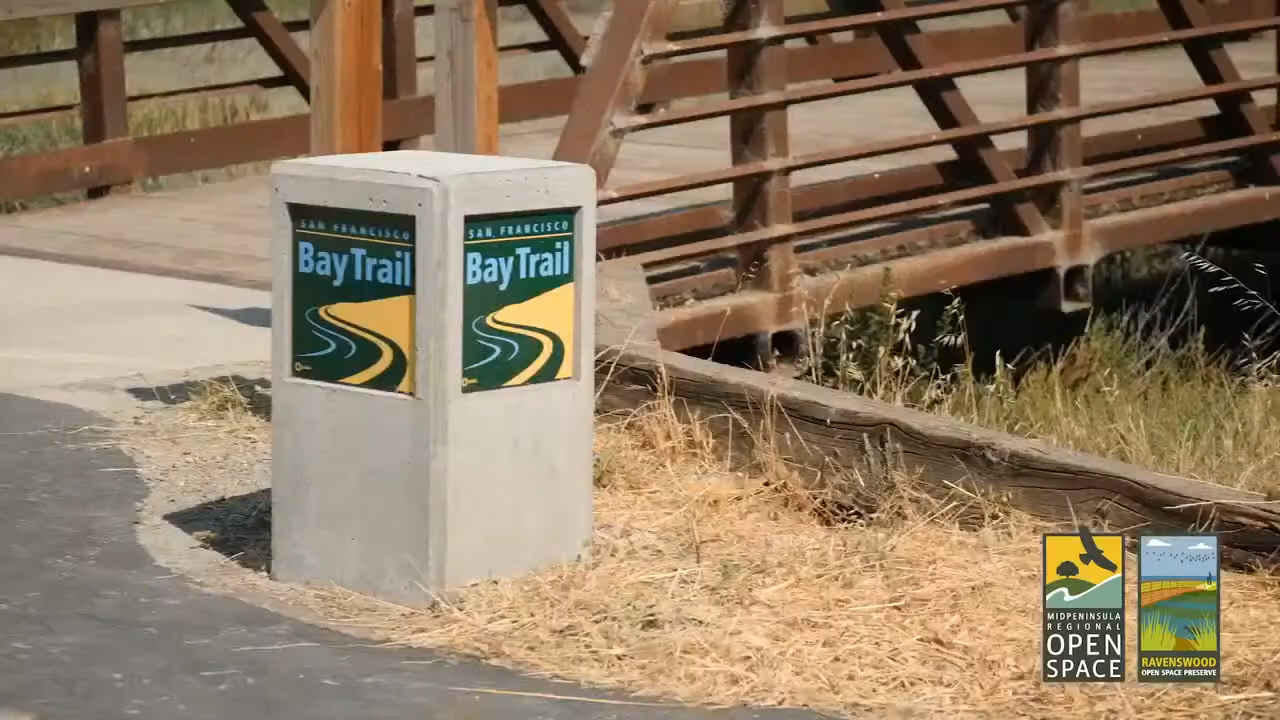 SAN FRANCISCO
Bay Trail
SAN FRANCISCO
Bay Trail
MIDPENINSULA
REGIONAL
OPEN
SPACE
RAVENSWOOD
OPEN SPACE PRESERVE